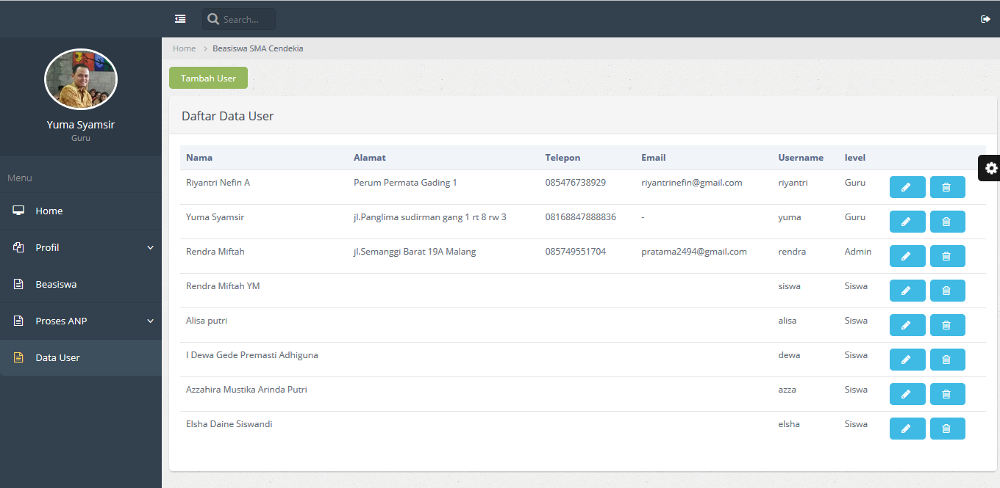 Search...
Yuma Syamsir
Guru
Menu
Home
Profil
Beasiswa
Proses ANP
Data User
Home > Beasiswa SMA Cendekia
Tambah User
Daftar Data User
Nama Alamat Telepon Email Username level
Riyantri Nefin A Perum Permata Gading 1 085476738929 riyantrinefin@gmail.com riyantri Guru
Yuma Syamsir jl.Panglima sudirman gang 1 rt 8 rw 3 08168847888836 - yuma Guru
Rendra Miftah jl.Semanggi Barat 19A Malang 085749551704 pratama2494@gmail.com rendra Admin
Rendra Miftah YM siswa Siswa
Alisa putri alisa Siswa
I Dewa Gede Premasti Adhiguna dewa Siswa
Azzahira Mustika Arinda Putri azza Siswa
Elsha Daine Siswandi elsha Siswa